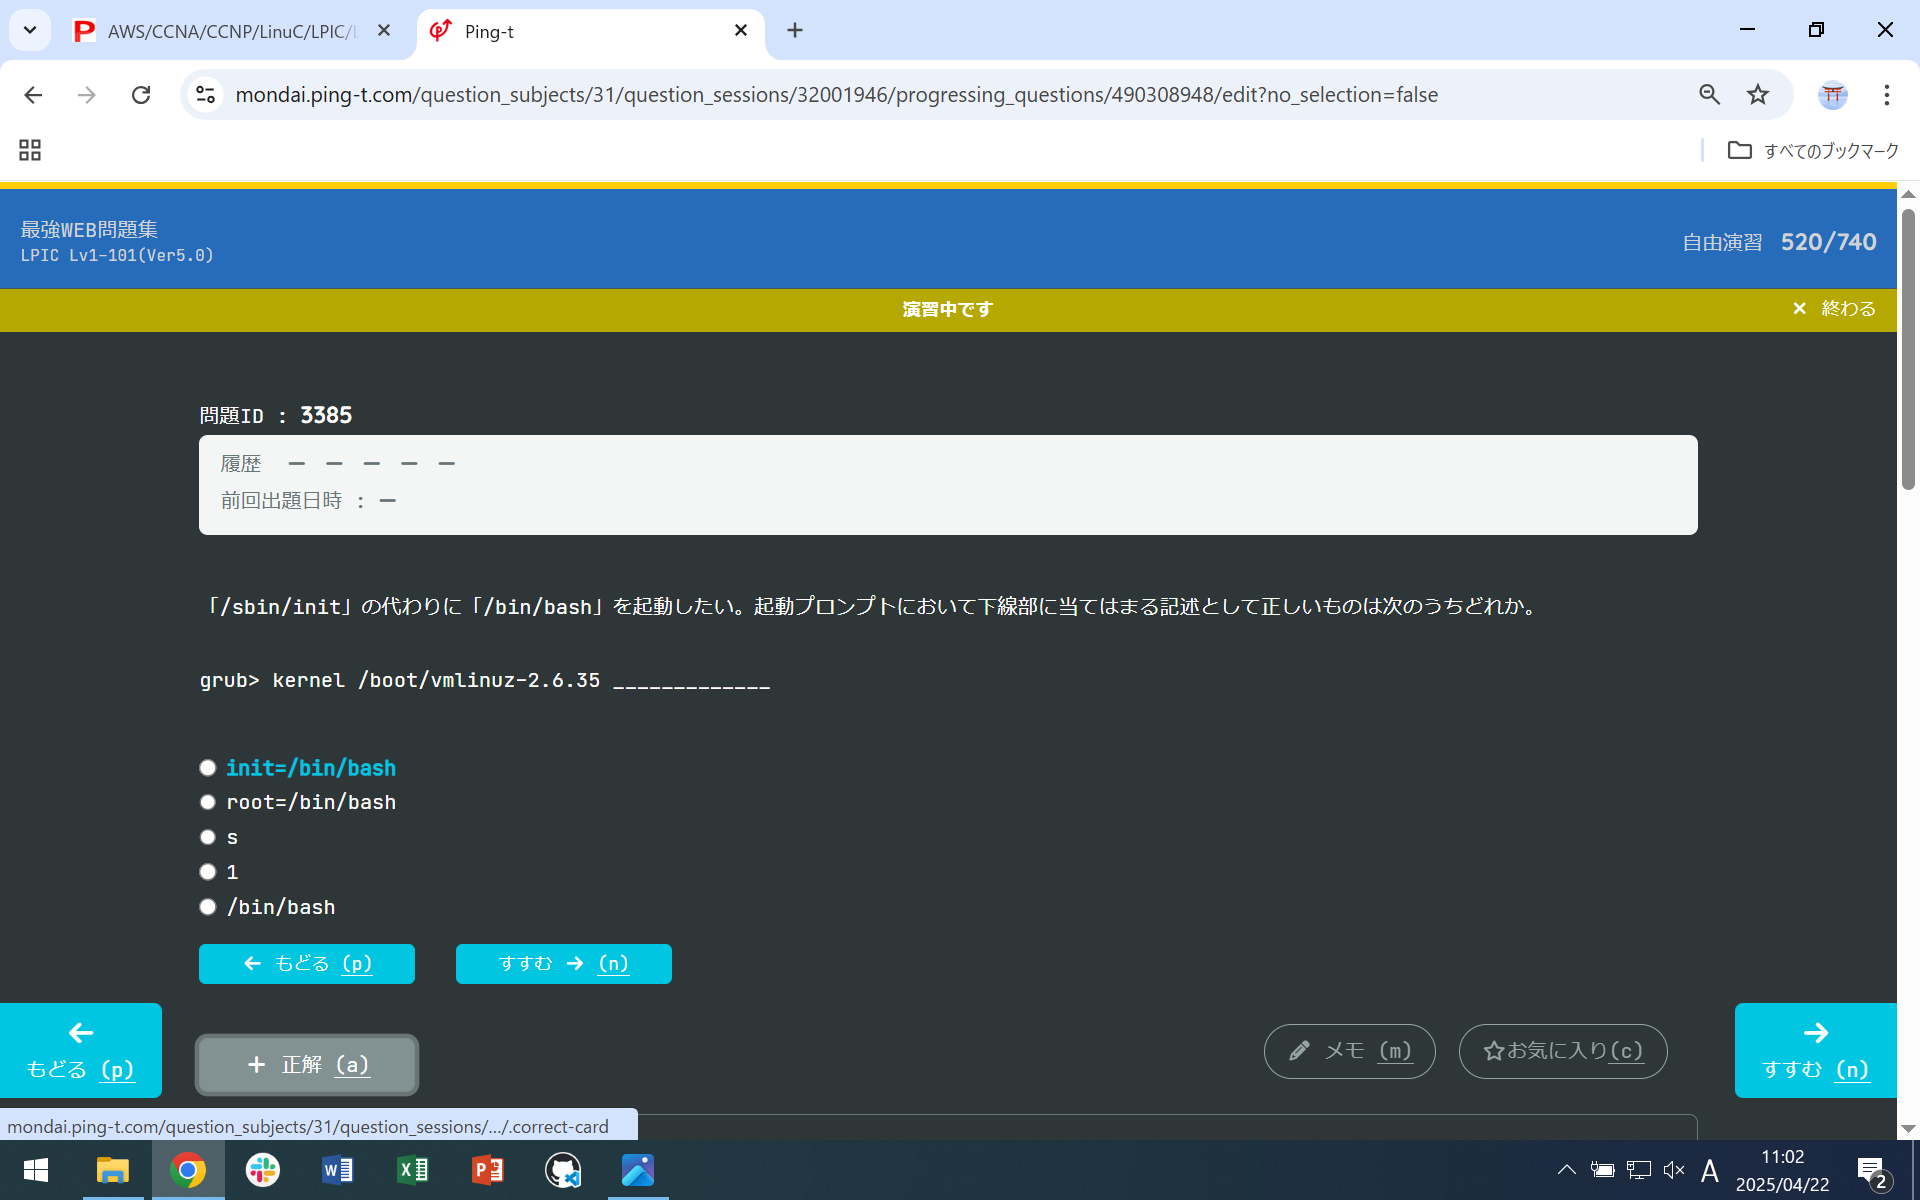 AWS/CCNA/CCNP/LinuC/LPIC/
Ping-t
mondai.ping-t.com/question_subjects/31/question_sessions/32001946/progressing_questions/490308948/edit?no_selection=false
すべてのブックマーク
最強WEB問題集
LPIC Lv1-101(Ver5.0)
自由演習 520/740
演習中です
× 終わる
問題ID : 3385
履歴 － － － － －
前回出題日時 : －
「/sbin/init」の代わりに「/bin/bash」を起動したい。起動プロンプトにおいて下線部に当てはまる記述として正しいものは次のうちどれか。
grub> kernel /boot/vmlinuz-2.6.35 _____________
init=/bin/bash
root=/bin/bash
s
1
/bin/bash
← もどる (p)
すすむ → (n)
← もどる (p)
+ 正解 (a)
メモ (m)
☆お気に入り(c)
→ すすむ (n)
mondai.ping-t.com/question_subjects/31/question_sessions/.../.correct-card
A
11:02
2025/04/22
2